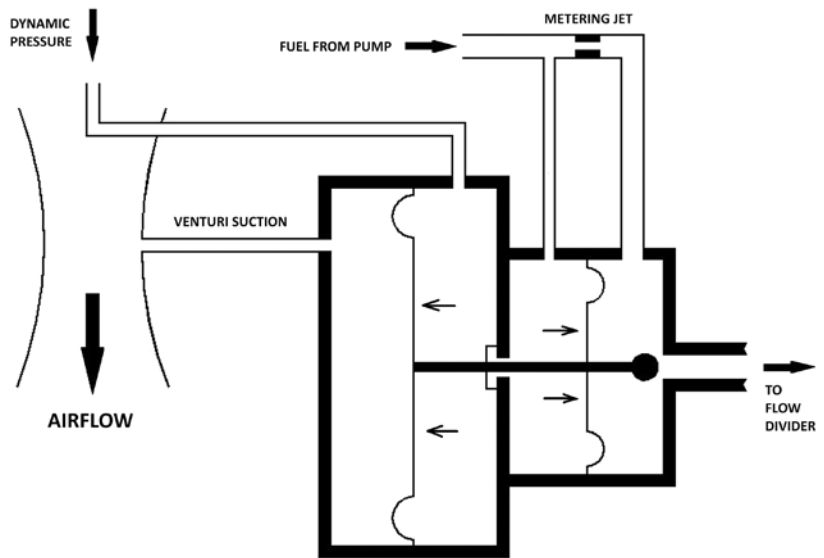 DYNAMIC
PRESSURE
METERING JET
FUEL FROM PUMP
VENTURI SUCTION
AIRFLOW
TO
FLOW
DIVIDER